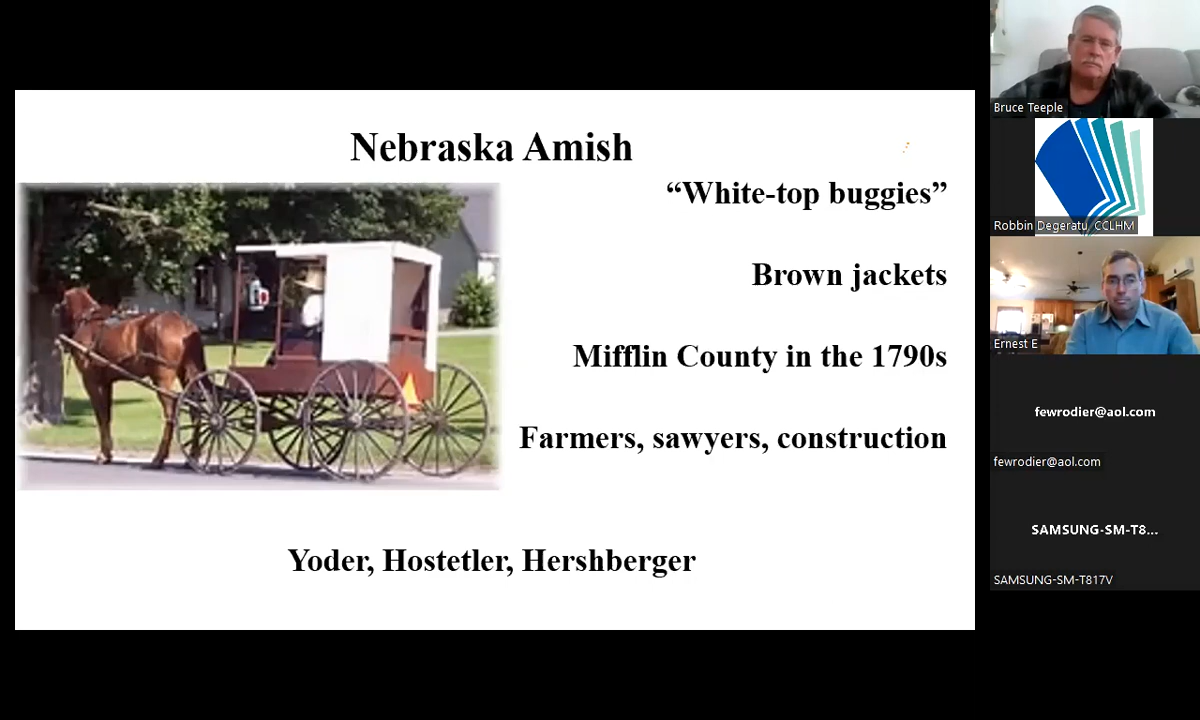 Nebraska Amish
“White-top buggies”
Brown jackets
Mifflin County in the 1790s
Farmers, sawyers, construction
Yoder, Hostetler, Hershberger
Bruce Teeple
Robbin Degeratu, CCLHM
Ernest E
fewrodier@aol.com
fewrodier@aol.com
SAMSUNG-SM-T8...
SAMSUNG-SM-T817V